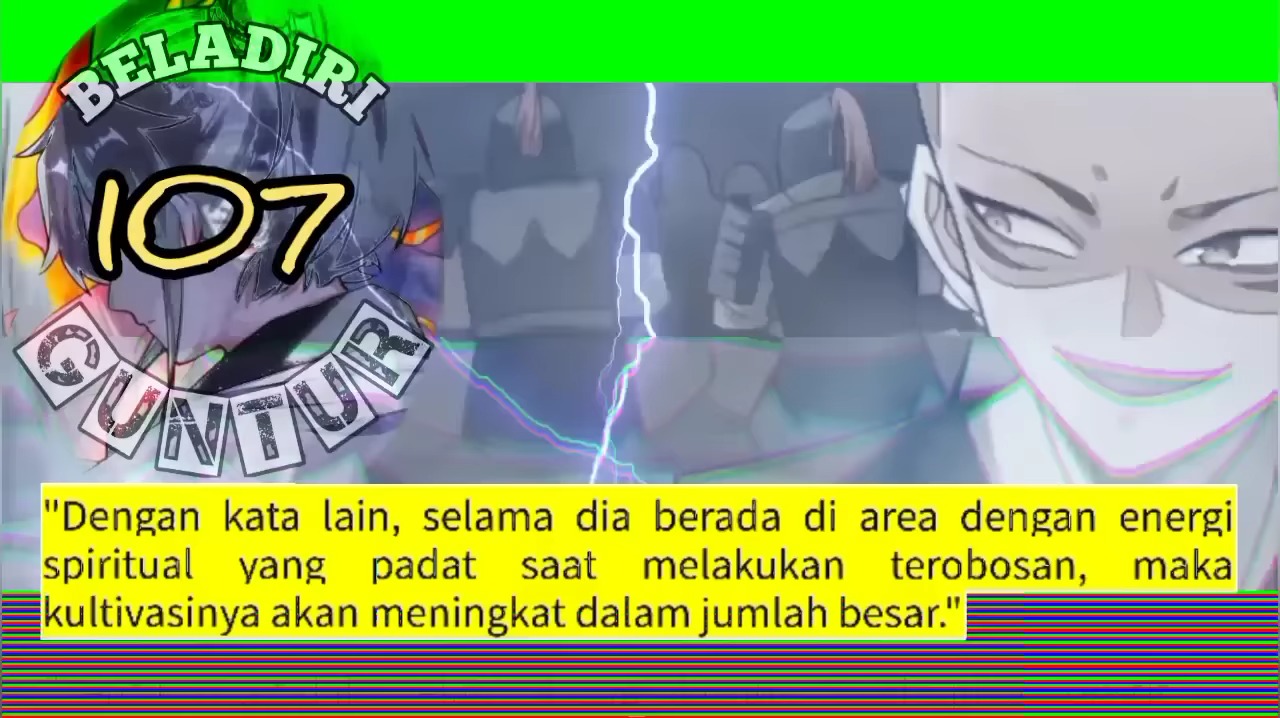 BELADIRI
107
GUNTUR
"Dengan kata lain, selama dia berada di area dengan energi
spiritual yang padat saat melakukan terobosan, maka
kultivasinya akan meningkat dalam jumlah besar."